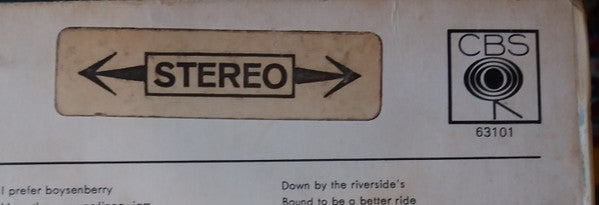 STEREO
CBS
63101
I prefer boysenberry
Down by the riverside's
Bound to be a better ride